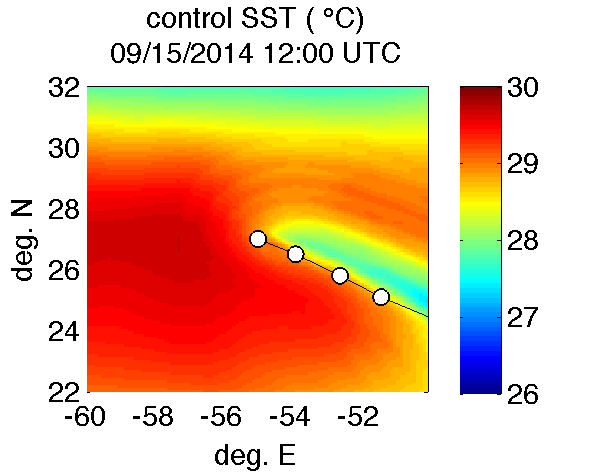 control SST ( °C)
09/15/2014 12:00 UTC
32
30
28
26
24
22
deg. N
-60 -58 -56 -54 -52
deg. E
30
29
28
27
26